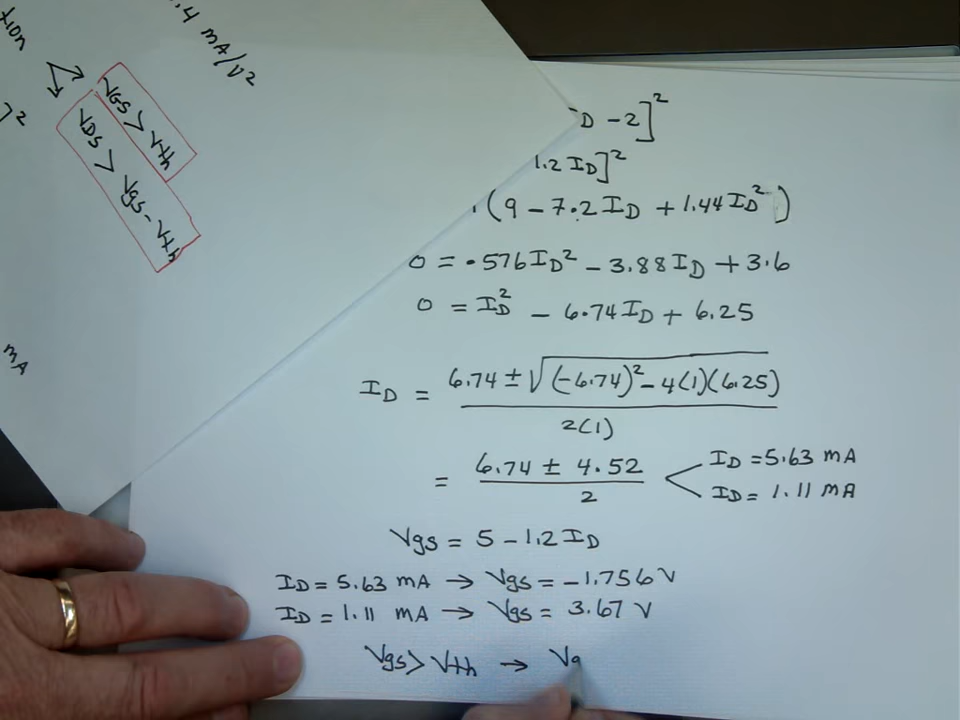 tion
.4 mA/V2
]2
VGS > Vth
VDS > Vgs - Vth
mA
D - 2]2
1.2 ID]2
(9 - 7.2 ID + 1.44 ID2)
0 = .576 ID2 - 3.88 ID + 3.6
0 = ID2 - 6.74 ID + 6.25
ID = 6.74 ± √(-6.74)2 - 4(1)(6.25)
2(1)
= 6.74 ± 4.52
2
ID = 5.63 mA
ID = 1.11 mA
Vgs = 5 - 1.2 ID
ID = 5.63 mA → Vgs = -1.756 V
ID = 1.11 mA → Vgs = 3.67 V
Vgs > Vth → Vg